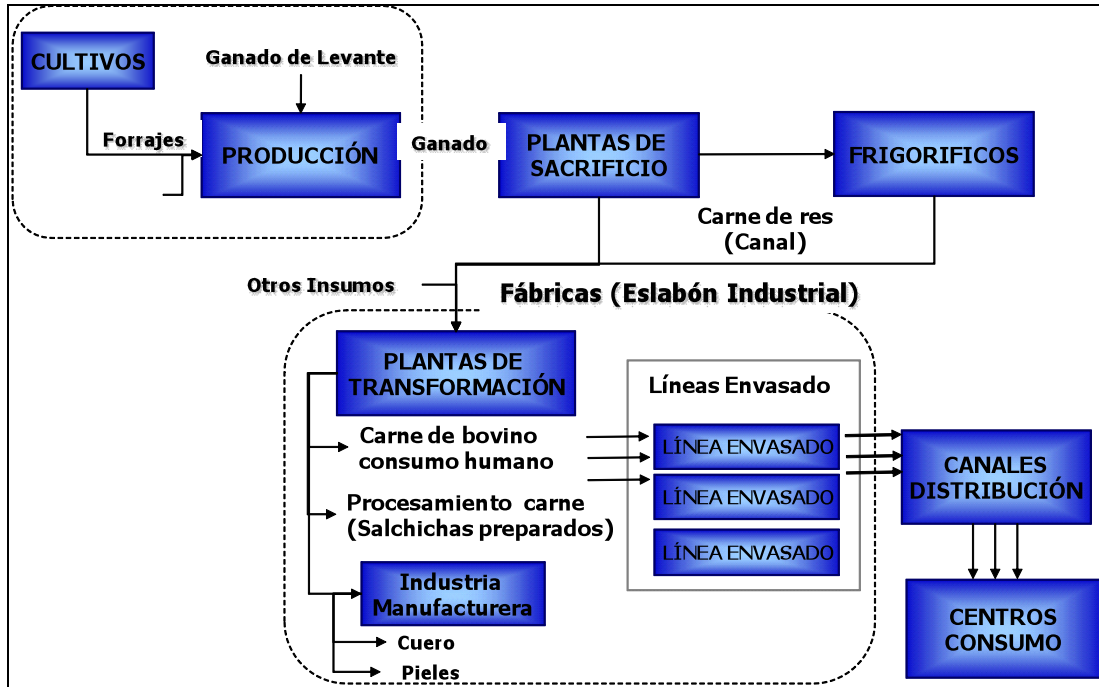 CULTIVOS
Ganado de Levante
Forrajes
PRODUCCIÓN
Ganado
PLANTAS DE
SACRIFICIO
FRIGORIFICOS
Carne de res
(Canal)
Otros Insumos
Fábricas (Eslabón Industrial)
PLANTAS DE
TRANSFORMACIÓN
Líneas Envasado
Carne de bovino
consumo humano
LÍNEA ENVASADO
Procesamiento carne
(Salchichas preparados)
LÍNEA ENVASADO
LÍNEA ENVASADO
CANALES
DISTRIBUCIÓN
Industria
Manufacturera
Cuero
Pieles
CENTROS
CONSUMO